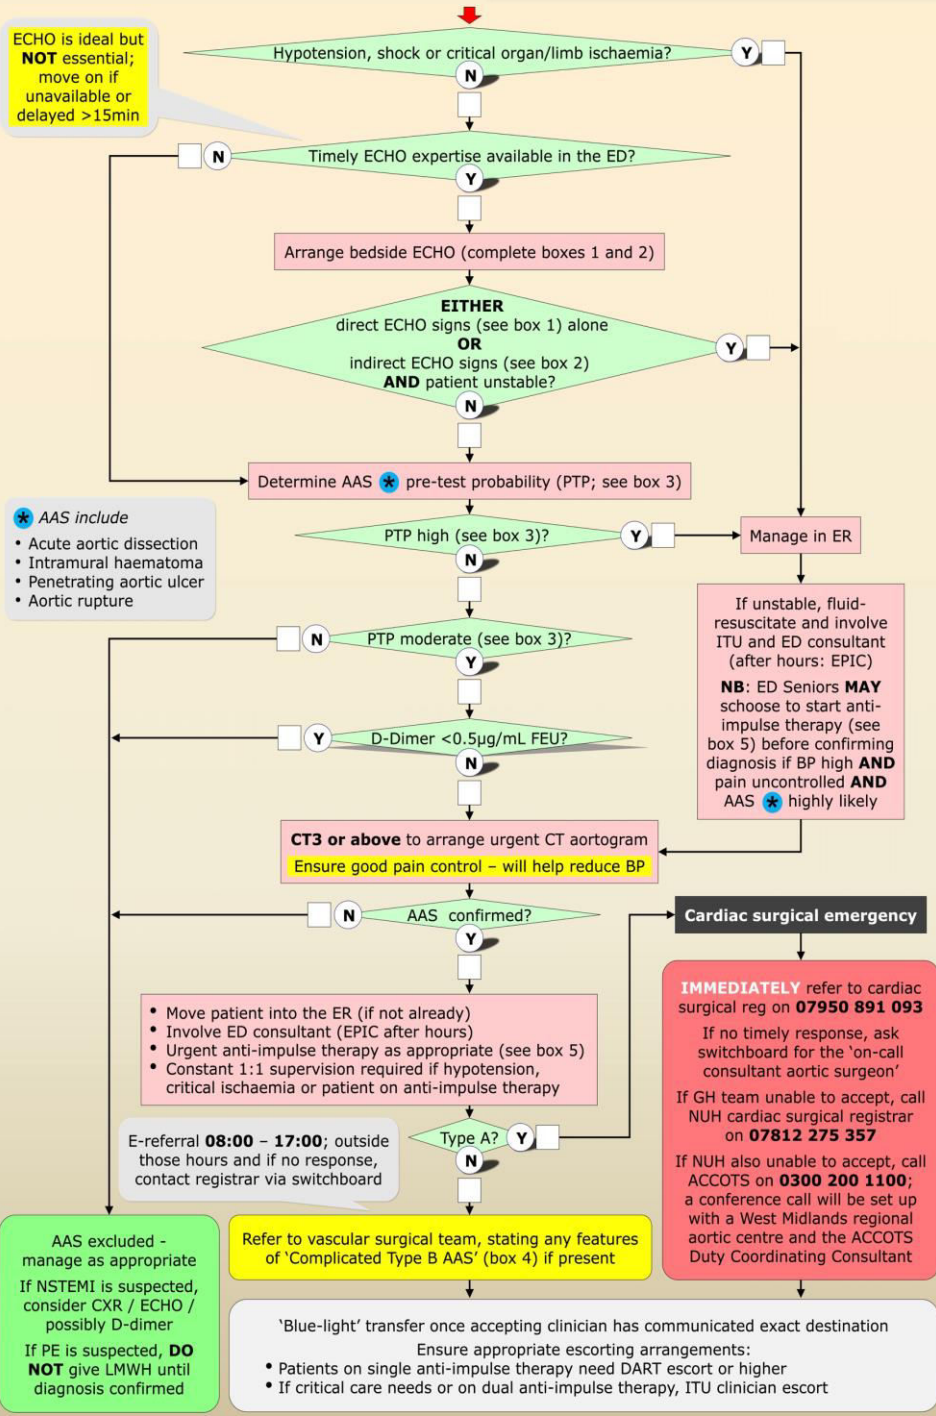 ECHO is ideal but
NOT essential;
move on if
unavailable or
delayed >15min
Hypotension, shock or critical organ/limb ischaemia?
Y
N
Timely ECHO expertise available in the ED?
N
Y
Arrange bedside ECHO (complete boxes 1 and 2)
EITHER
direct ECHO signs (see box 1) alone
OR
indirect ECHO signs (see box 2)
AND patient unstable?
Y
N
Determine AAS * pre-test probability (PTP; see box 3)
* AAS include
• Acute aortic dissection
• Intramural haematoma
• Penetrating aortic ulcer
• Aortic rupture
PTP high (see box 3)?
Y
N
Manage in ER
If unstable, fluid-
resuscitate and involve
ITU and ED consultant
(after hours: EPIC)
NB: ED Seniors MAY
schoose to start anti-
impulse therapy (see
box 5) before confirming
diagnosis if BP high AND
pain uncontrolled AND
AAS * highly likely
PTP moderate (see box 3)?
N
Y
D-Dimer <0.5µg/mL FEU?
Y
N
CT3 or above to arrange urgent CT aortogram
Ensure good pain control – will help reduce BP
AAS confirmed?
N
Y
• Move patient into the ER (if not already)
• Involve ED consultant (EPIC after hours)
• Urgent anti-impulse therapy as appropriate (see box 5)
• Constant 1:1 supervision required if hypotension,
critical ischaemia or patient on anti-impulse therapy
Type A?
Y
N
Cardiac surgical emergency
IMMEDIATELY refer to cardiac
surgical reg on 07950 891 093
If no timely response, ask
switchboard for the ‘on-call
consultant aortic surgeon’
If GH team unable to accept, call
NUH cardiac surgical registrar
on 07812 275 357
If NUH also unable to accept, call
ACCOTS on 0300 200 1100;
a conference call will be set up
with a West Midlands regional
aortic centre and the ACCOTS
Duty Coordinating Consultant
E-referral 08:00 – 17:00; outside
those hours and if no response,
contact registrar via switchboard
Refer to vascular surgical team, stating any features
of ‘Complicated Type B AAS’ (box 4) if present
AAS excluded -
manage as appropriate
If NSTEMI is suspected,
consider CXR / ECHO /
possibly D-dimer
If PE is suspected, DO
NOT give LMWH until
diagnosis confirmed
‘Blue-light’ transfer once accepting clinician has communicated exact destination
Ensure appropriate escorting arrangements:
• Patients on single anti-impulse therapy need DART escort or higher
• If critical care needs or on dual anti-impulse therapy, ITU clinician escort